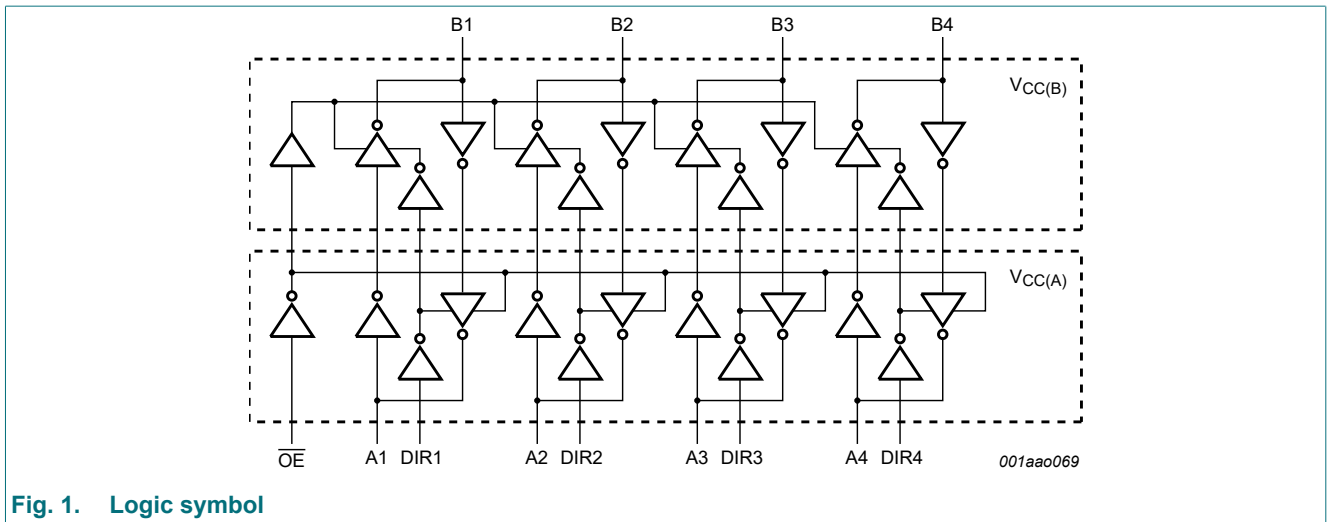 B1 B2 B3 B4
VCC(B)
VCC(A)
OE A1 DIR1 A2 DIR2 A3 DIR3 A4 DIR4
001aao069
Fig. 1. Logic symbol